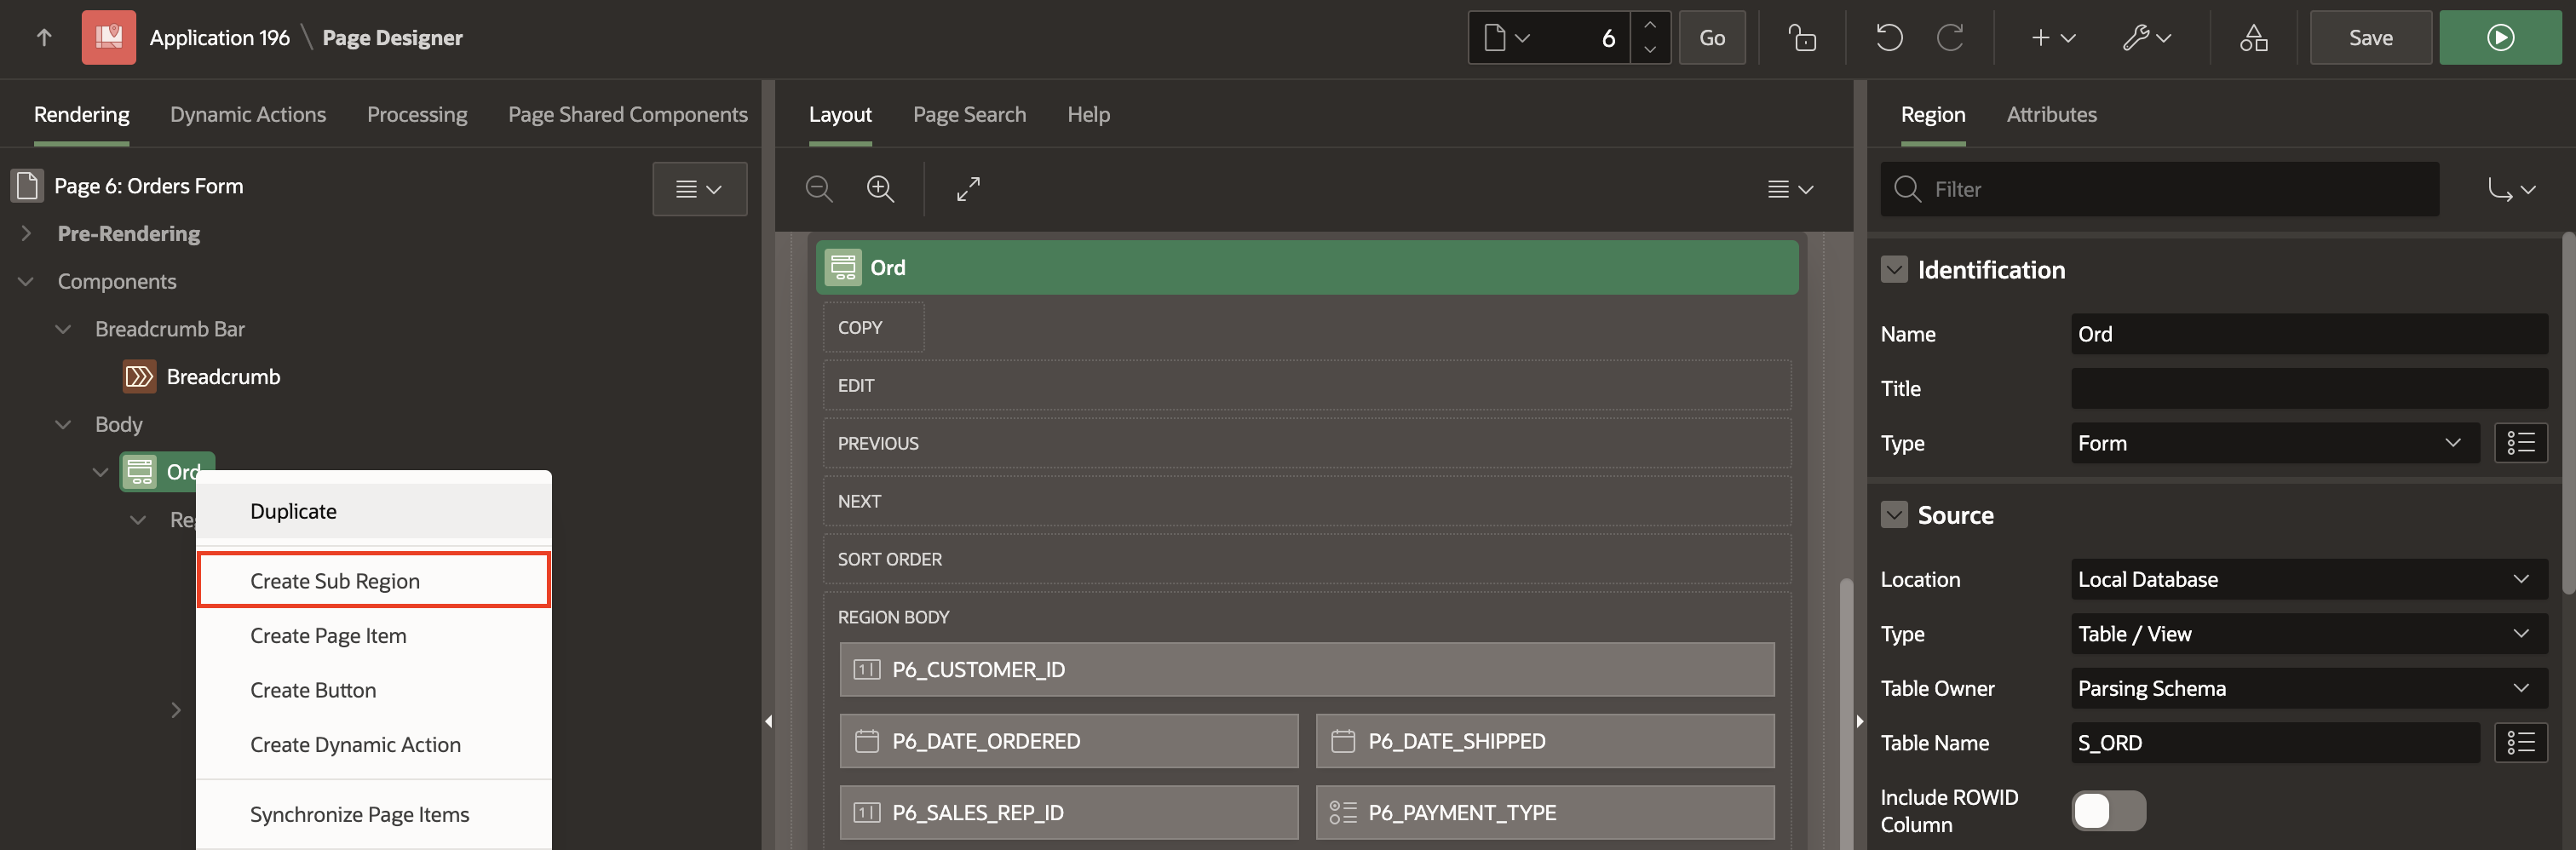 Application 196 \ Page Designer
6
Go
Save
Rendering
Dynamic Actions
Processing
Page Shared Components
Page 6: Orders Form
Pre-Rendering
Components
Breadcrumb Bar
Breadcrumb
Body
Ord
Duplicate
Create Sub Region
Create Page Item
Create Button
Create Dynamic Action
Synchronize Page Items
Layout
Page Search
Help
Ord
COPY
EDIT
PREVIOUS
NEXT
SORT ORDER
REGION BODY
P6_CUSTOMER_ID
P6_DATE_ORDERED
P6_DATE_SHIPPED
P6_SALES_REP_ID
P6_PAYMENT_TYPE
Region
Attributes
Filter
Identification
Name
Ord
Title
Type
Form
Source
Location
Local Database
Type
Table / View
Table Owner
Parsing Schema
Table Name
S_ORD
Include ROWID
Column